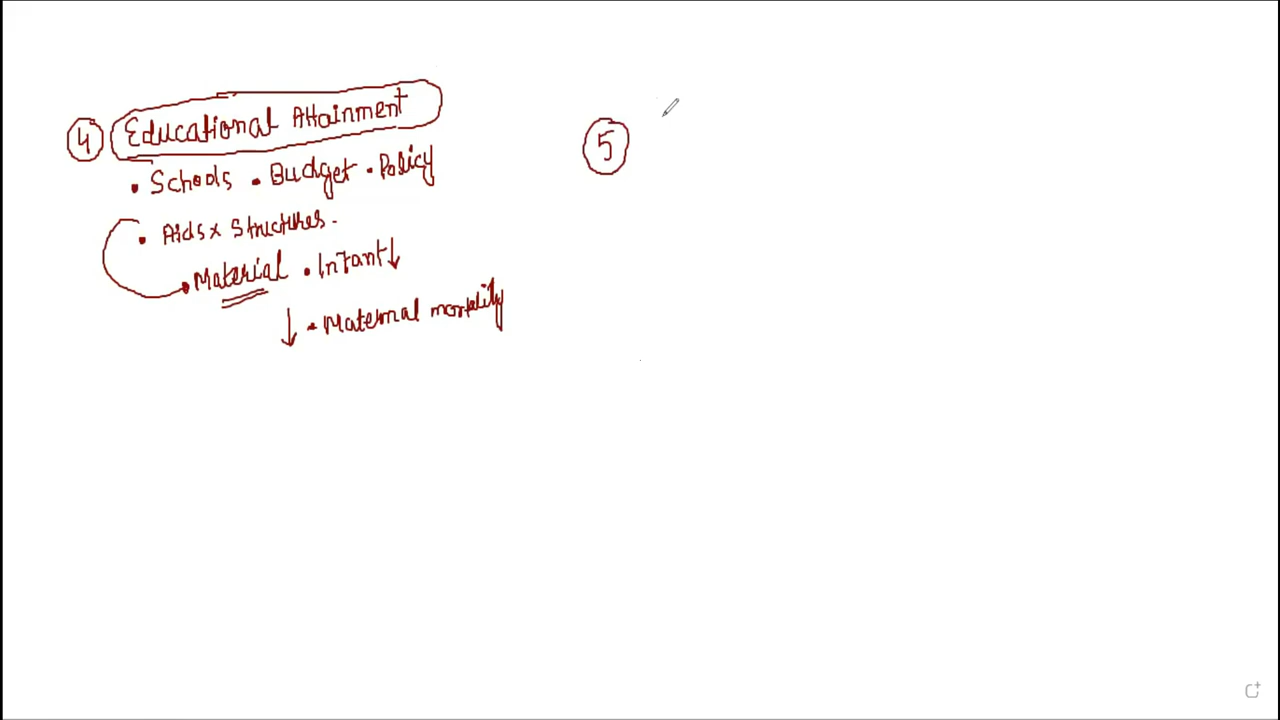 4 Educational Attainment
• Schools • Budget • Policy
• Aids x Structures.
• Material • Infant ↓
↓ • Maternal mortality
5